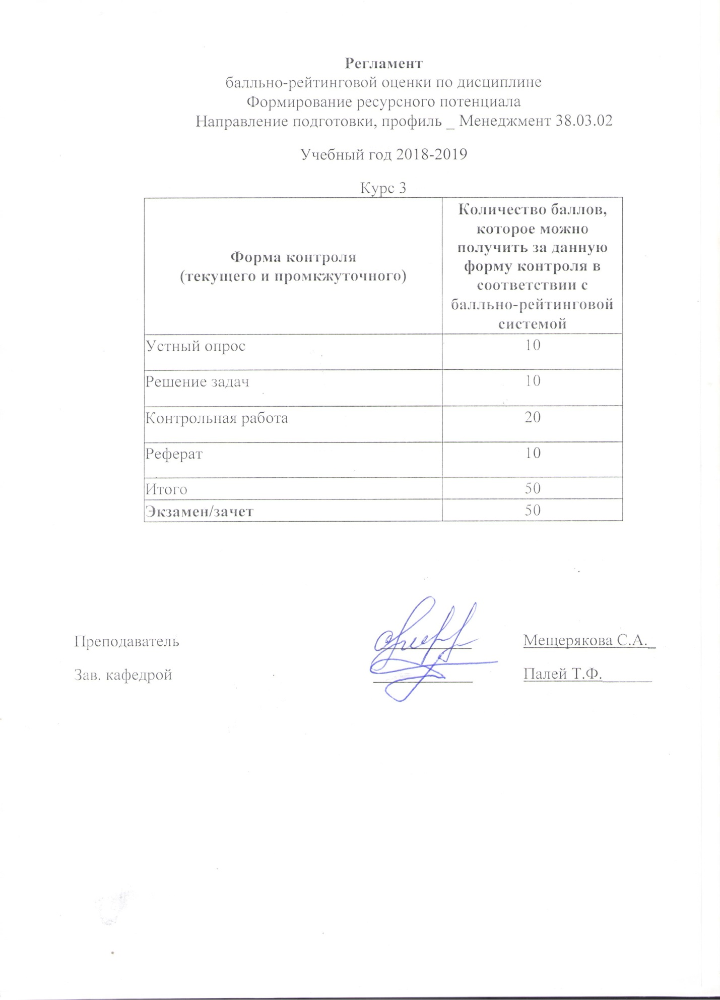 Регламент
балльно-рейтинговой оценки по дисциплине
Формирование ресурсного потенциала
Направление подготовки, профиль _ Менеджмент 38.03.02
Учебный год 2018-2019
Курс 3
Форма контроля
(текущего и промкжуточного)
Количество баллов,
которое можно
получить за данную
форму контроля в
соответствии с
балльно-рейтинговой
системой
Устный опрос 10
Решение задач 10
Контрольная работа 20
Реферат 10
Итого 50
Экзамен/зачет 50
Преподаватель ____________ Мещерякова С.А._
Зав. кафедрой ____________ Палей Т.Ф.______